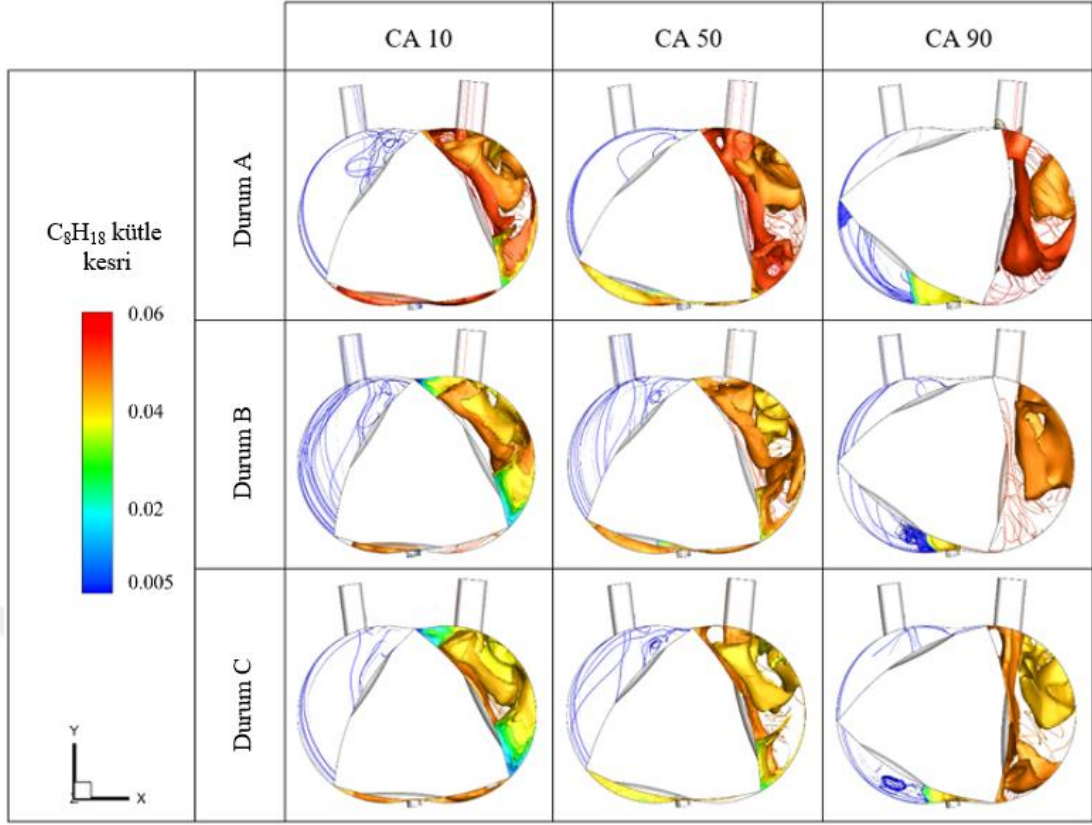 CA 10
CA 50
CA 90
Durum A
C₈H₁₈ kütle
kesri
0.06
0.04
0.02
0.005
Durum B
Durum C
Y
Z
X